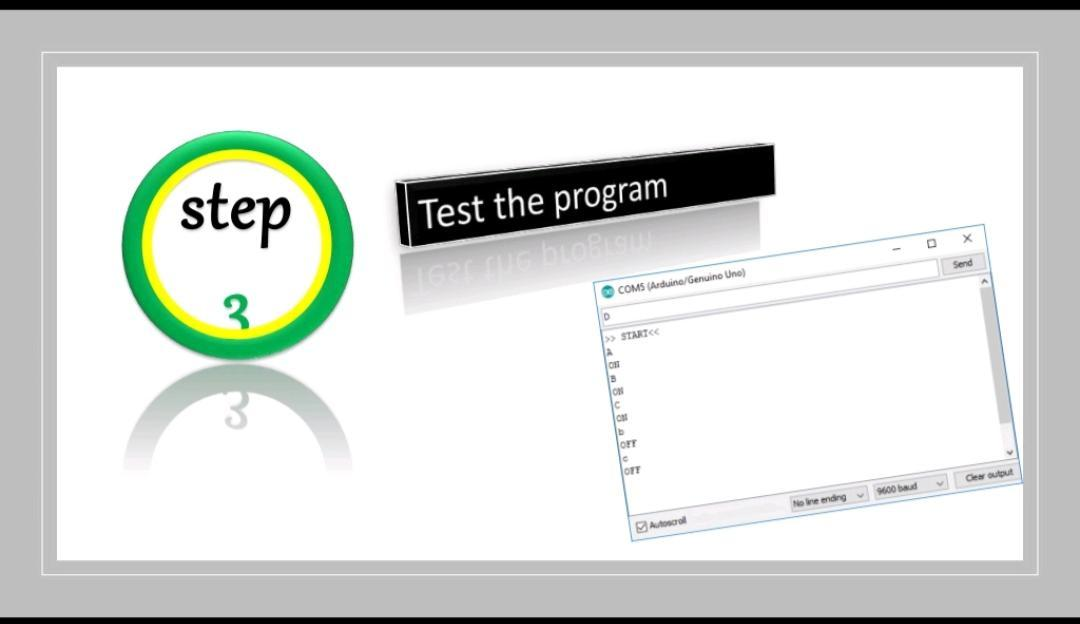 step
3
Test the program
COM5 (Arduino/Genuino Uno)
D
Send
>> START<<
A
ON
B
ON
C
ON
b
OFF
c
OFF
Autoscroll
No line ending
9600 baud
Clear output